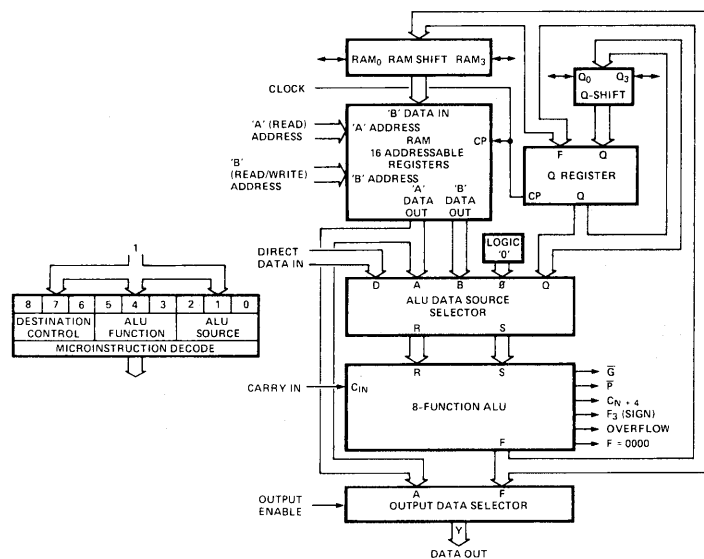 RAM0 RAM SHIFT RAM3
Q0 Q3
Q-SHIFT
CLOCK
'B' DATA IN
'A' (READ)
ADDRESS
'A' ADDRESS
RAM
16 ADDRESSABLE
REGISTERS
CP
'B'
(READ/WRITE)
ADDRESS
'B' ADDRESS
'A'
DATA
OUT
'B'
DATA
OUT
F Q
Q REGISTER
CP Q
DIRECT
DATA IN
LOGIC
'0'
D A B Ø Q
ALU DATA SOURCE
SELECTOR
R S
1
8 7 6 5 4 3 2 1 0
DESTINATION
CONTROL
ALU
FUNCTION
ALU
SOURCE
MICROINSTRUCTION DECODE
CARRY IN
R S
CIN
8-FUNCTION ALU
F
G̅
P̅
CN + 4
F3 (SIGN)
OVERFLOW
F = 0000
OUTPUT
ENABLE
A F
OUTPUT DATA SELECTOR
Y
DATA OUT